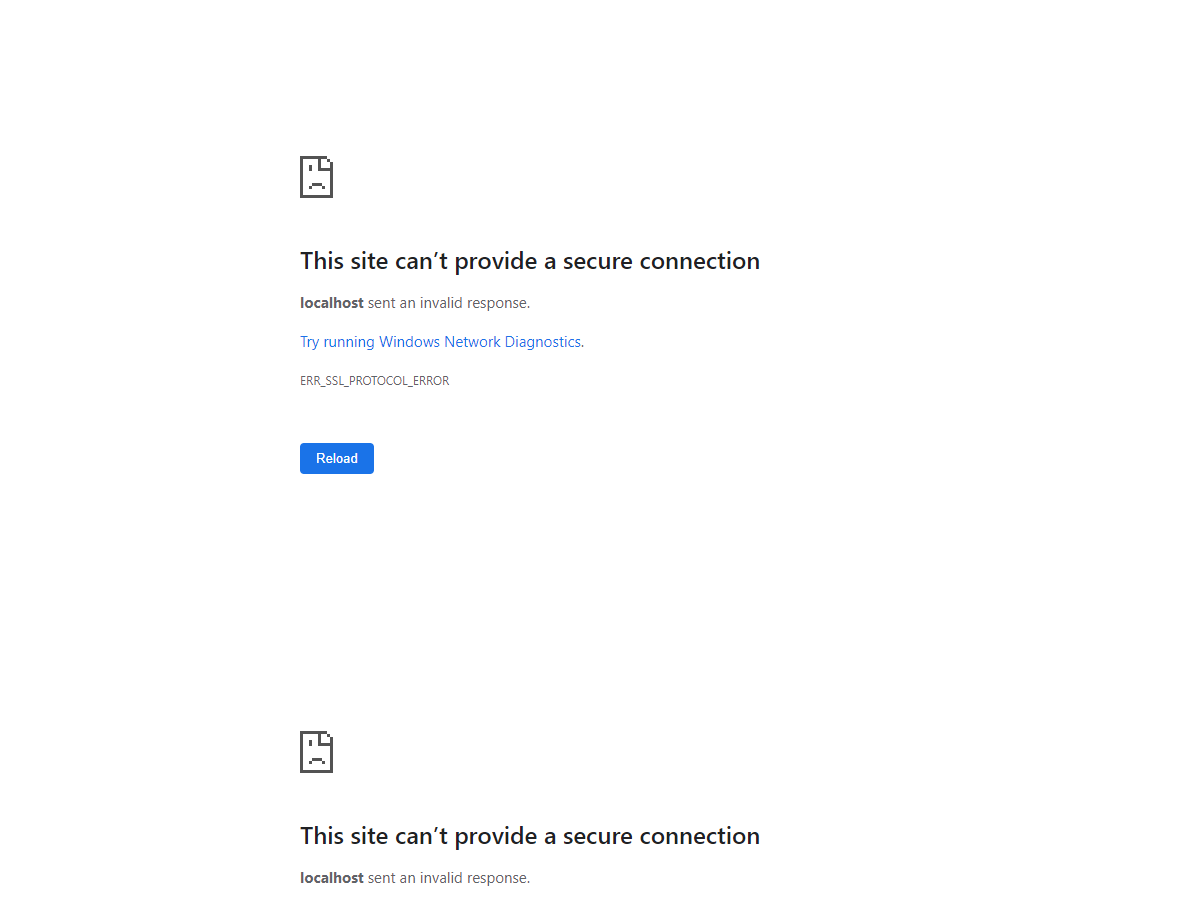 This site can’t provide a secure connection
localhost sent an invalid response.
Try running Windows Network Diagnostics.
ERR_SSL_PROTOCOL_ERROR
Reload
This site can’t provide a secure connection
localhost sent an invalid response.